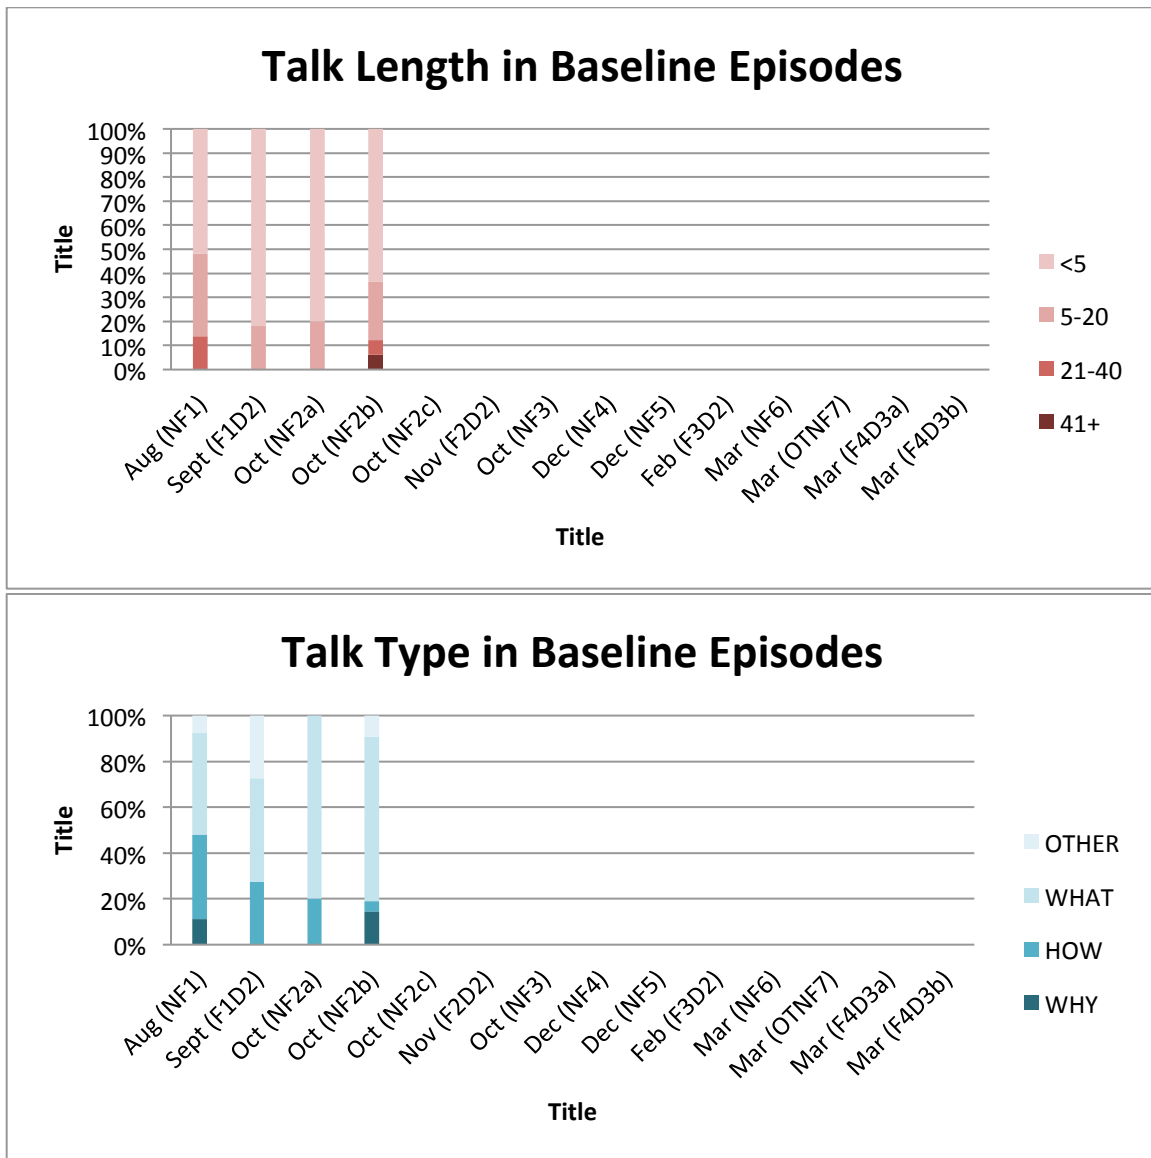 Talk Length in Baseline Episodes
Title
100%
90%
80%
70%
60%
50%
40%
30%
20%
10%
0%
<5
5-20
21-40
41+
Aug (NF1)
Sept (F1D2)
Oct (NF2a)
Oct (NF2b)
Oct (NF2c)
Nov (F2D2)
Oct (NF3)
Dec (NF4)
Dec (NF5)
Feb (F3D2)
Mar (NF6)
Mar (OTNF7)
Mar (F4D3a)
Mar (F4D3b)
Title
Talk Type in Baseline Episodes
Title
100%
80%
60%
40%
20%
0%
OTHER
WHAT
HOW
WHY
Aug (NF1)
Sept (F1D2)
Oct (NF2a)
Oct (NF2b)
Oct (NF2c)
Nov (F2D2)
Oct (NF3)
Dec (NF4)
Dec (NF5)
Feb (F3D2)
Mar (NF6)
Mar (OTNF7)
Mar (F4D3a)
Mar (F4D3b)
Title